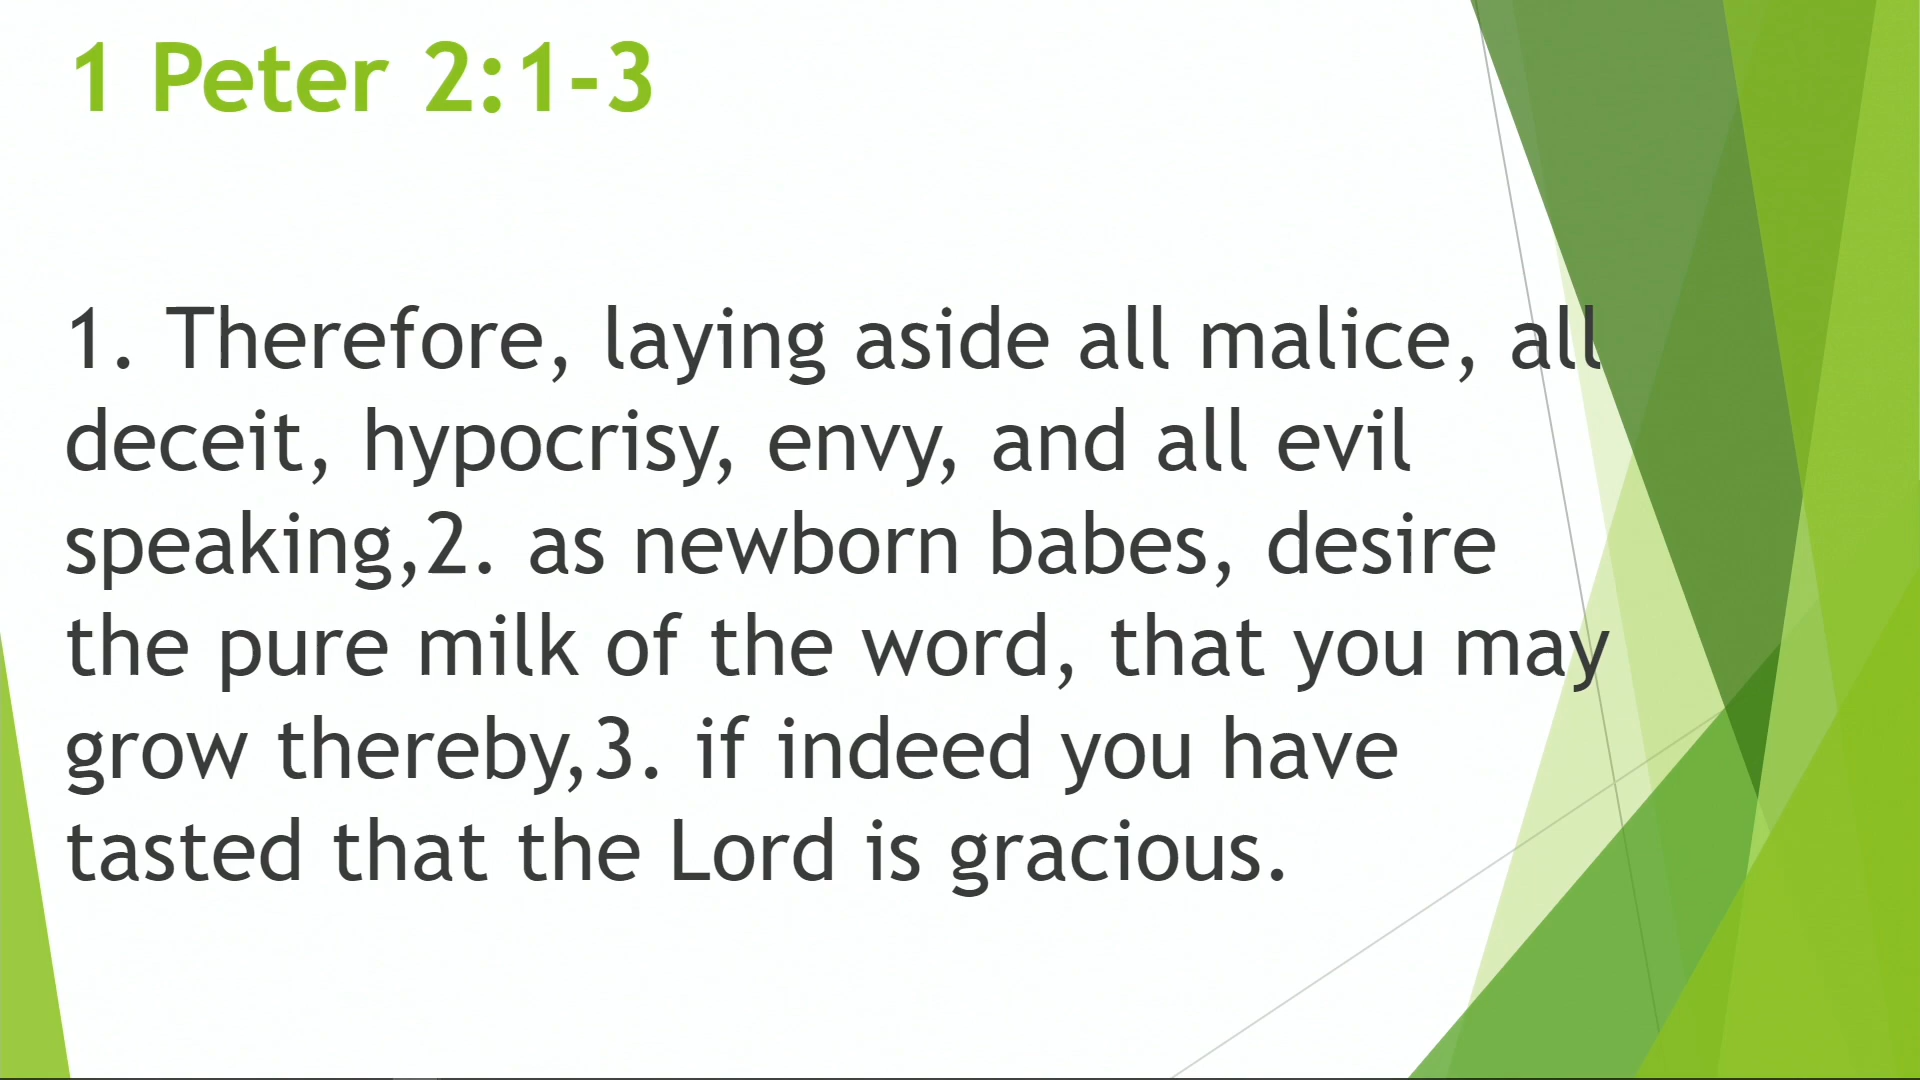 1 Peter 2:1-3
1. Therefore, laying aside all malice, all
deceit, hypocrisy, envy, and all evil
speaking,2. as newborn babes, desire
the pure milk of the word, that you may
grow thereby,3. if indeed you have
tasted that the Lord is gracious.